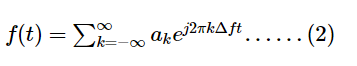 f(t) = ∑_{k=-∞}^{∞} a_k e^{j2πkΔft} ...... (2)